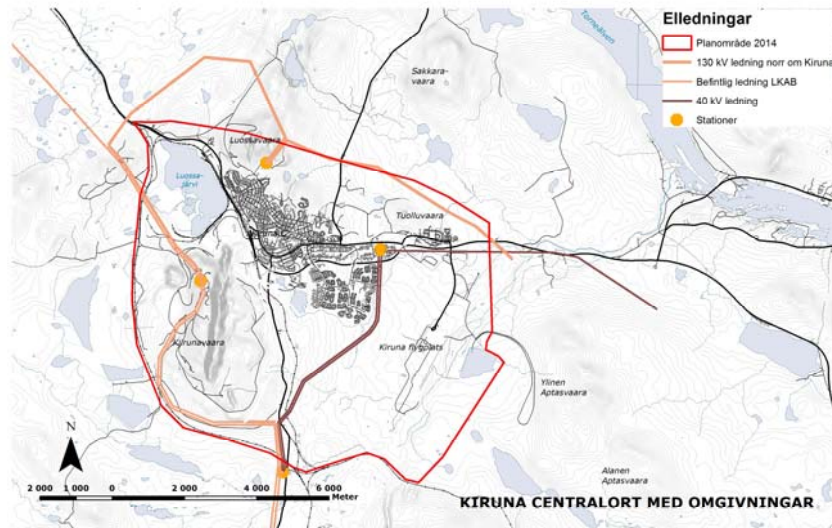 Elledningar
Planområde 2014
130 kV ledning norr om Kiruna
Befintlig ledning LKAB
40 kV ledning
Stationer
Torneälven
Sakkara-
vaara
Luossavaara
Luossa-
järvi
Tuolluvaara
Kiirunavaara
Kiruna flygplats
Ylinen
Aptasvaara
Alanen
Aptasvaara
N
2 000 1 000 0 2 000 4 000 6 000
Meter
KIRUNA CENTRALORT MED OMGIVNINGAR